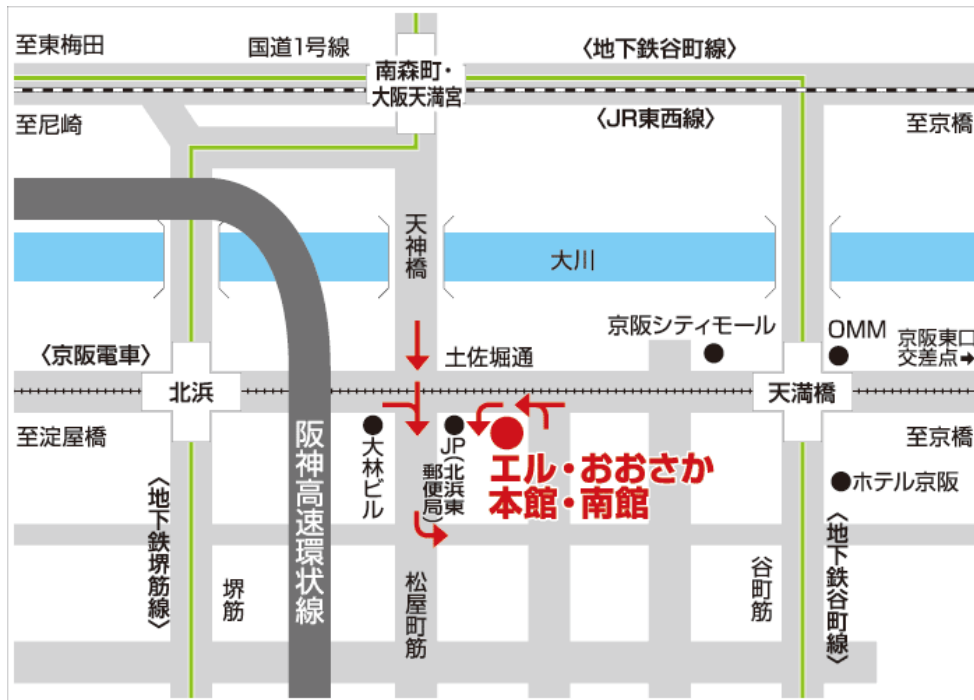 至東梅田
国道1号線
南森町・
大阪天満宮
〈地下鉄谷町線〉
至尼崎
〈JR東西線〉
至京橋
天神橋
大川
京阪シティモール
OMM
京阪東口
交差点➡
〈京阪電車〉
土佐堀通
北浜
天満橋
至淀屋橋
至京橋
大林ビル
JP(北浜東
郵便局)
エル・おおさか
本館・南館
ホテル京阪
阪神高速環状線
〈地下鉄堺筋線〉
堺筋
松屋町筋
谷町筋
〈地下鉄谷町線〉